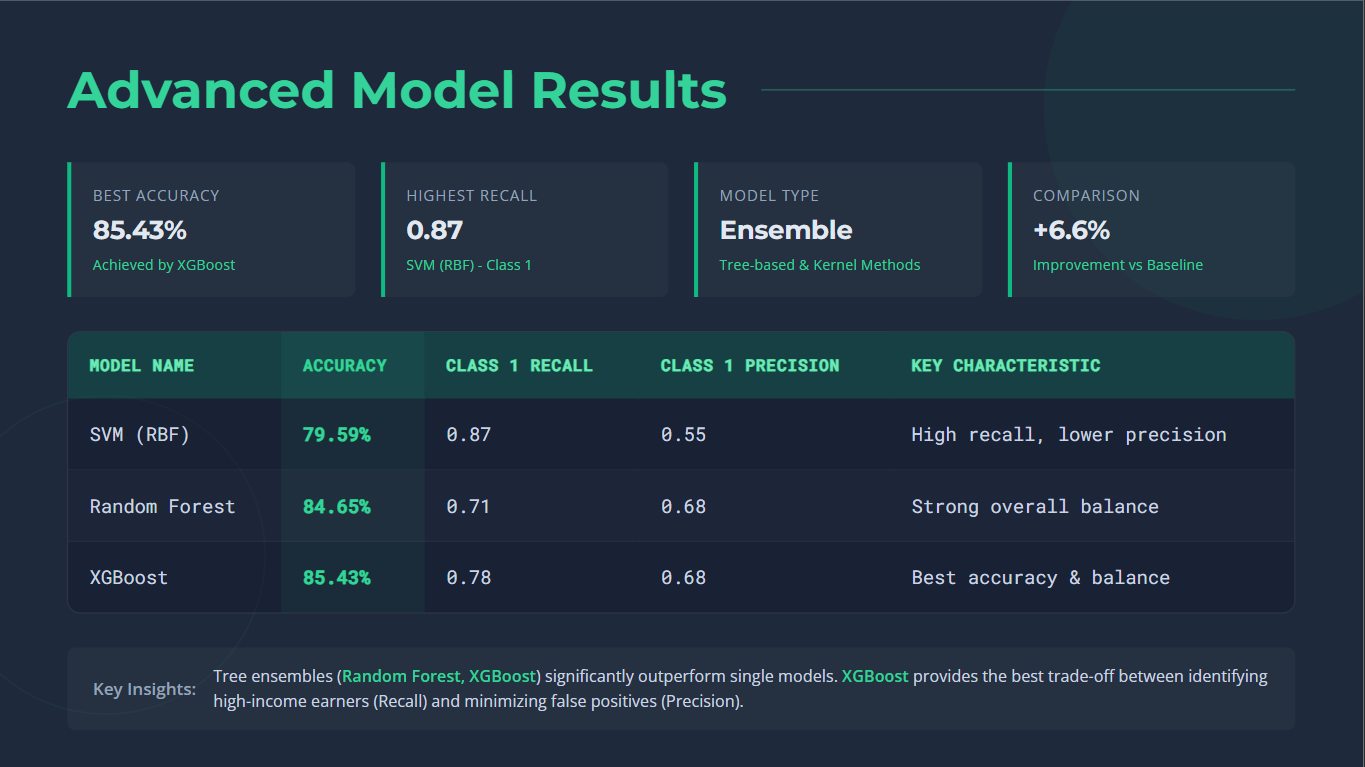 Advanced Model Results
BEST ACCURACY
85.43%
Achieved by XGBoost
HIGHEST RECALL
0.87
SVM (RBF) - Class 1
MODEL TYPE
Ensemble
Tree-based & Kernel Methods
COMPARISON
+6.6%
Improvement vs Baseline
MODEL NAME ACCURACY CLASS 1 RECALL CLASS 1 PRECISION KEY CHARACTERISTIC
SVM (RBF) 79.59% 0.87 0.55 High recall, lower precision
Random Forest 84.65% 0.71 0.68 Strong overall balance
XGBoost 85.43% 0.78 0.68 Best accuracy & balance
Key Insights:
Tree ensembles (Random Forest, XGBoost) significantly outperform single models. XGBoost provides the best trade-off between identifying
high-income earners (Recall) and minimizing false positives (Precision).